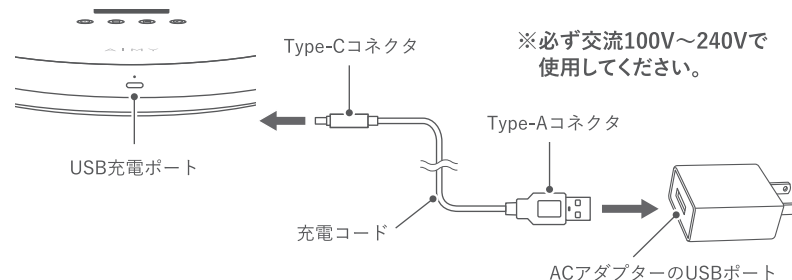 Type-Cコネクタ
※必ず交流100V～240Vで
使用してください。
Type-Aコネクタ
USB充電ポート
充電コード
ACアダプターのUSBポート